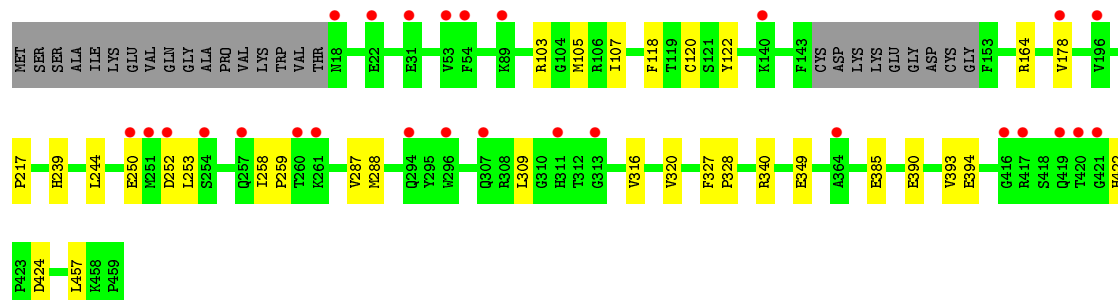 MET SER SER ALA ILE LYS GLU VAL GLN GLY ALA PRO VAL LYS TRP VAL THR N18 E22 E31 V53 F54 K89 R103 G104 M105 R106 I107 F118 T119 C120 S121 Y122 K140 F143 CYS ASP LYS LYS GLU GLY ASP CYS GLY F153 R164 V178 V196
P217 H239 L244 E250 M251 D252 L253 S254 Q257 I258 P259 T260 K261 V287 M288 Q294 Y295 W296 Q307 R308 L309 G310 H311 T312 G313 V316 V320 F327 P328 R340 E349 A364 E385 E390 V393 E394 G416 R417 S418 Q419 T420 G421 H422
P423 D424 L457 K458 P459